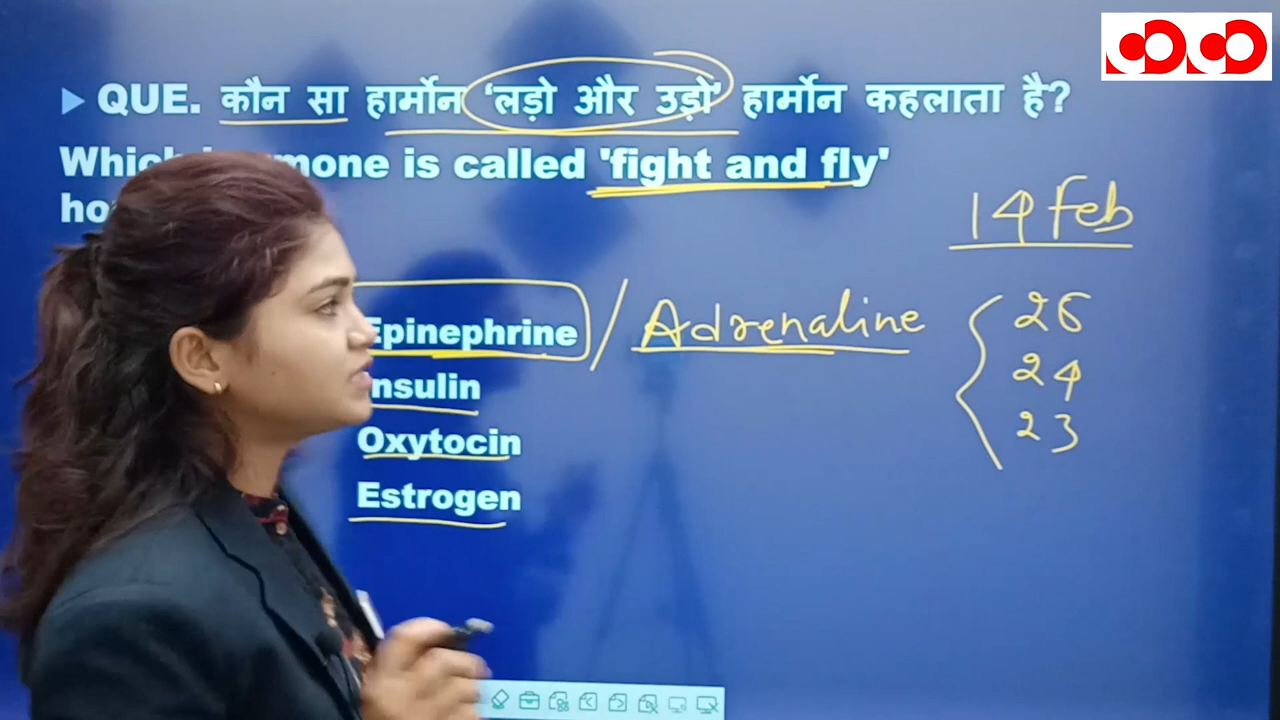 QUE. कौन सा हार्मोन 'लड़ो और उड़ो' हार्मोन कहलाता है?
is called 'fight and fly'
14 Feb
Epinephrine / Adrenaline
26
nsulin
24
Oxytocin
23
Estrogen